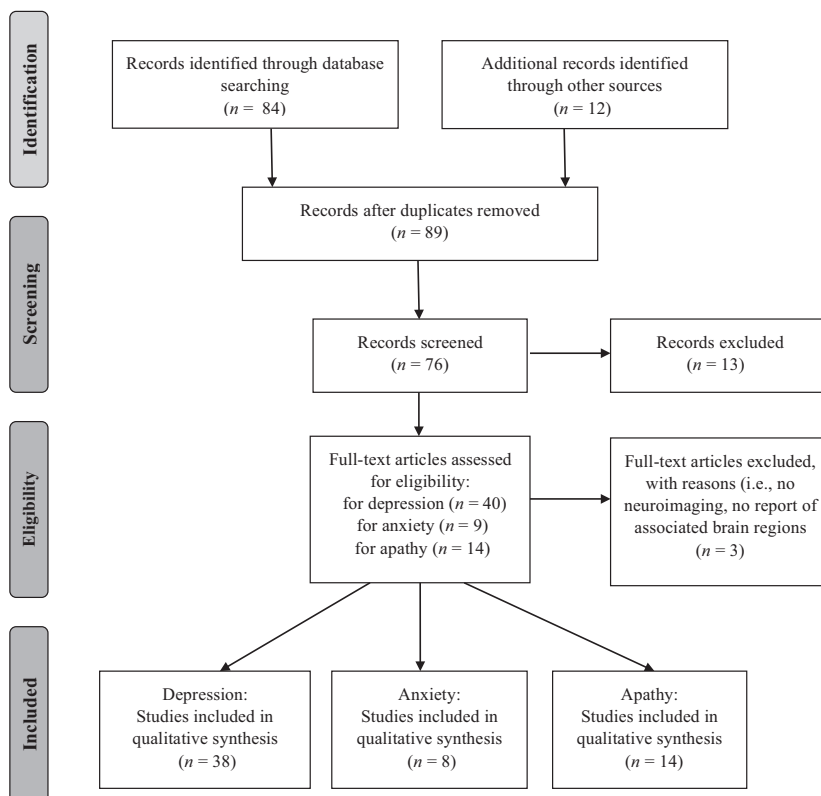 Identification
Records identified through database
searching
(n = 84)
Additional records identified
through other sources
(n = 12)
Records after duplicates removed
(n = 89)
Screening
Records screened
(n = 76)
Records excluded
(n = 13)
Eligibility
Full-text articles assessed
for eligibility:
for depression (n = 40)
for anxiety (n = 9)
for apathy (n = 14)
Full-text articles excluded,
with reasons (i.e., no
neuroimaging, no report of
associated brain regions
(n = 3)
Included
Depression:
Studies included in
qualitative synthesis
(n = 38)
Anxiety:
Studies included in
qualitative synthesis
(n = 8)
Apathy:
Studies included in
qualitative synthesis
(n = 14)